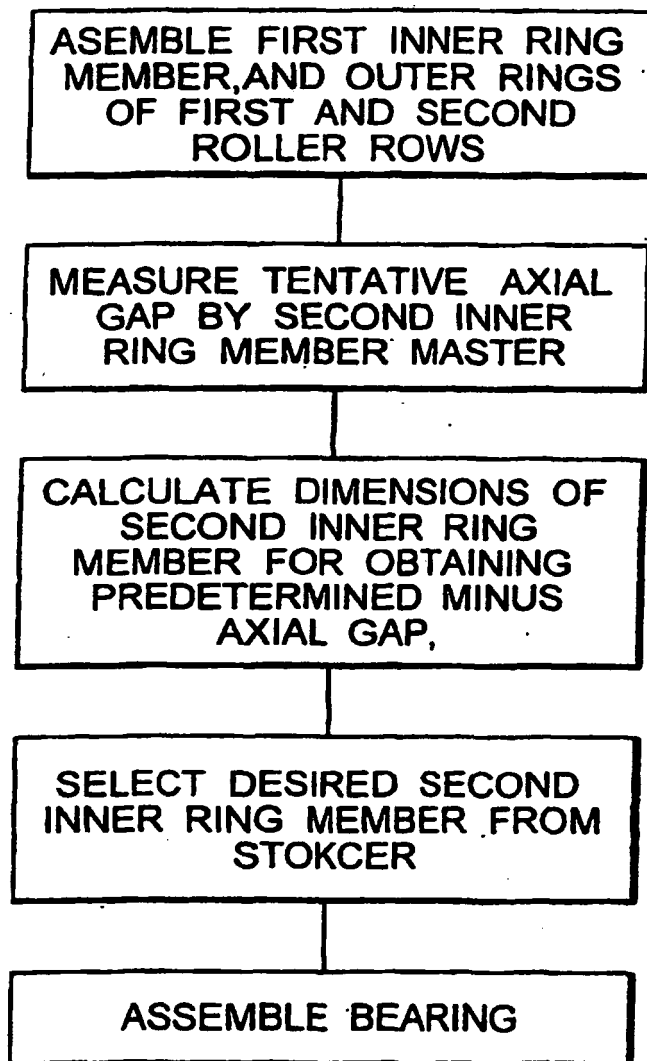 ASEMBLE FIRST INNER RING
MEMBER,AND OUTER RINGS
OF FIRST AND SECOND
ROLLER ROWS
MEASURE TENTATIVE AXIAL
GAP BY SECOND INNER
RING MEMBER MASTER
CALCULATE DIMENSIONS OF
SECOND INNER RING
MEMBER FOR OBTAINING
PREDETERMINED MINUS
AXIAL GAP,
SELECT DESIRED SECOND
INNER RING MEMBER FROM
STOKCER
ASSEMBLE BEARING